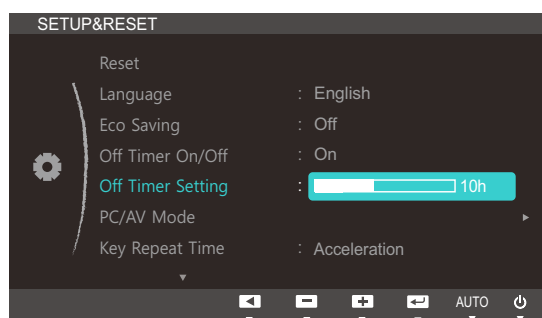 SETUP&RESET
Reset
Language : English
Eco Saving : Off
Off Timer On/Off : On
Off Timer Setting : 10h
PC/AV Mode
Key Repeat Time : Acceleration
AUTO